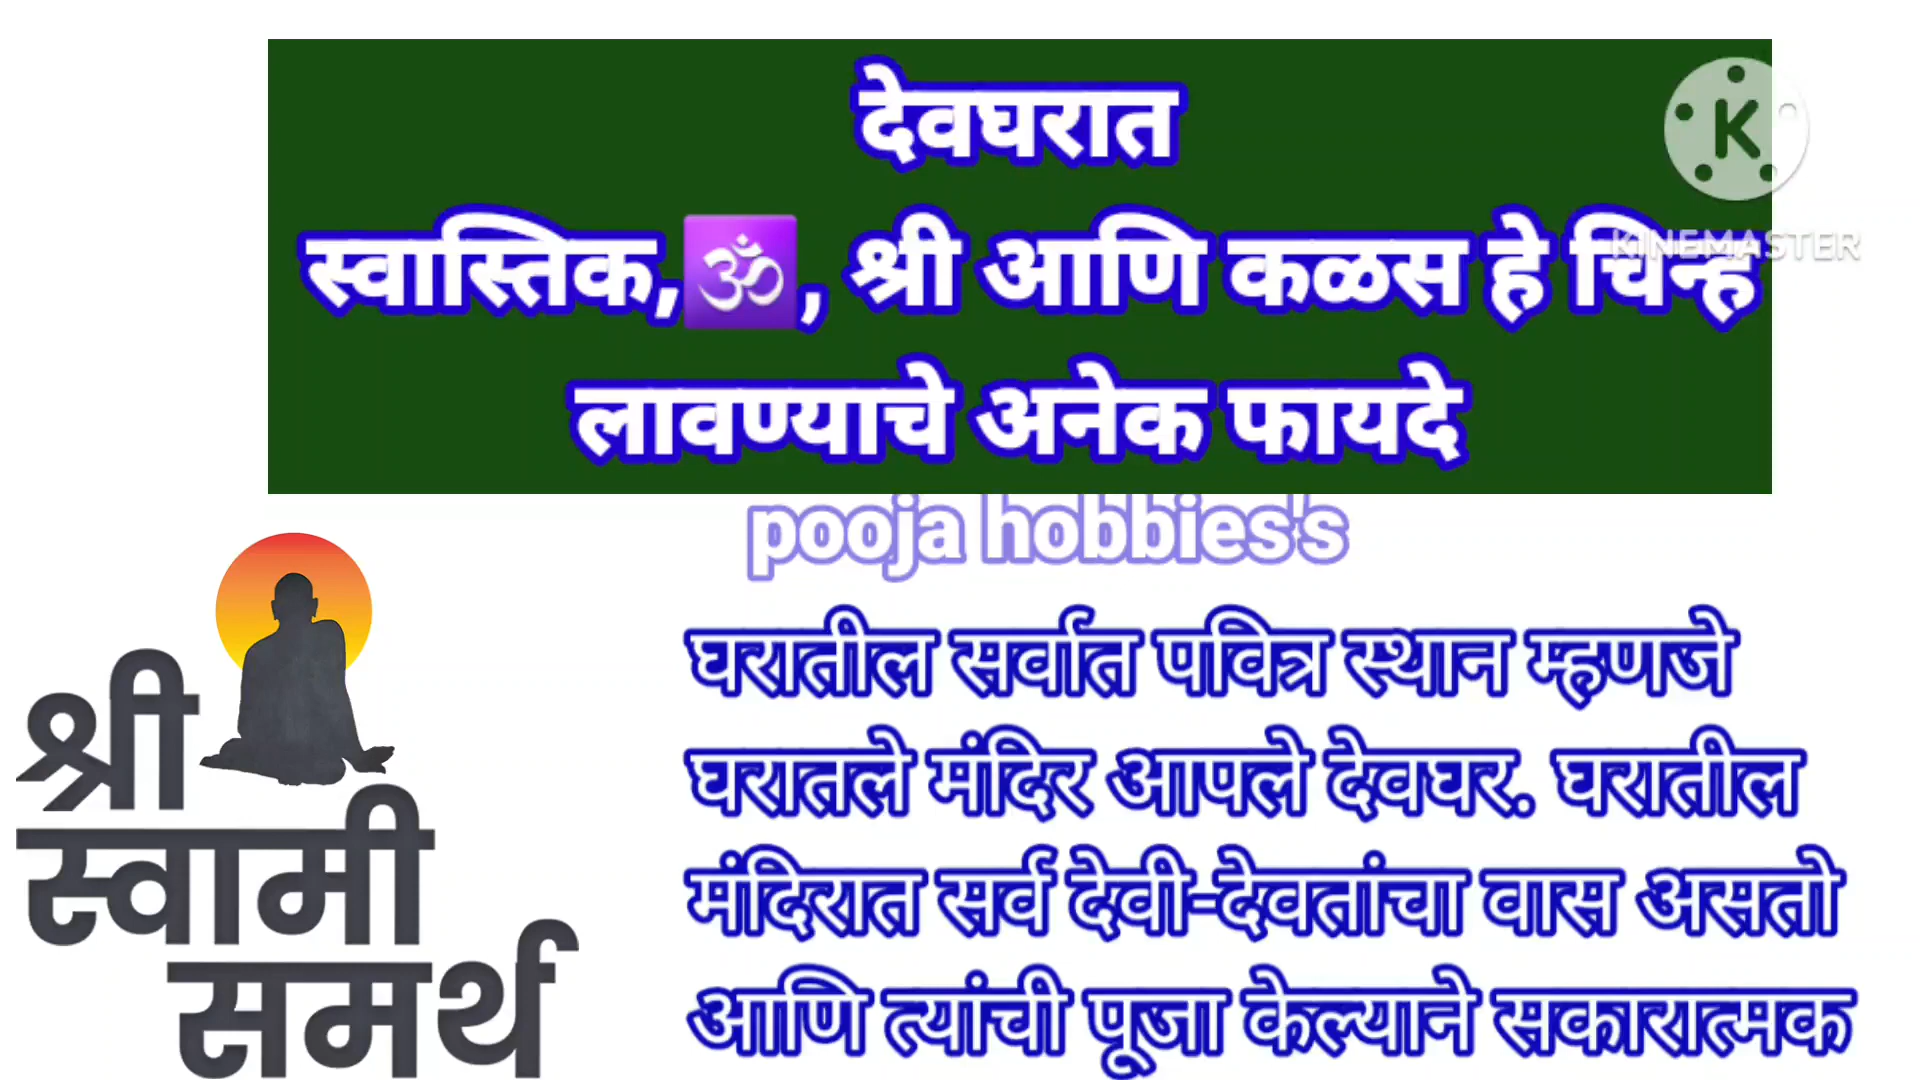 देवघरात
स्वास्तिक,🕉, श्री आणि कळस हे चिन्ह
लावण्याचे अनेक फायदे
K
KINEMASTER
pooja hobbies's
घरातील सर्वात पवित्र स्थान म्हणजे
घरातले मंदिर आपले देवघर. घरातील
मंदिरात सर्व देवी-देवतांचा वास असतो
आणि त्यांची पूजा केल्याने सकारात्मक
श्री
स्वामी
समर्थ